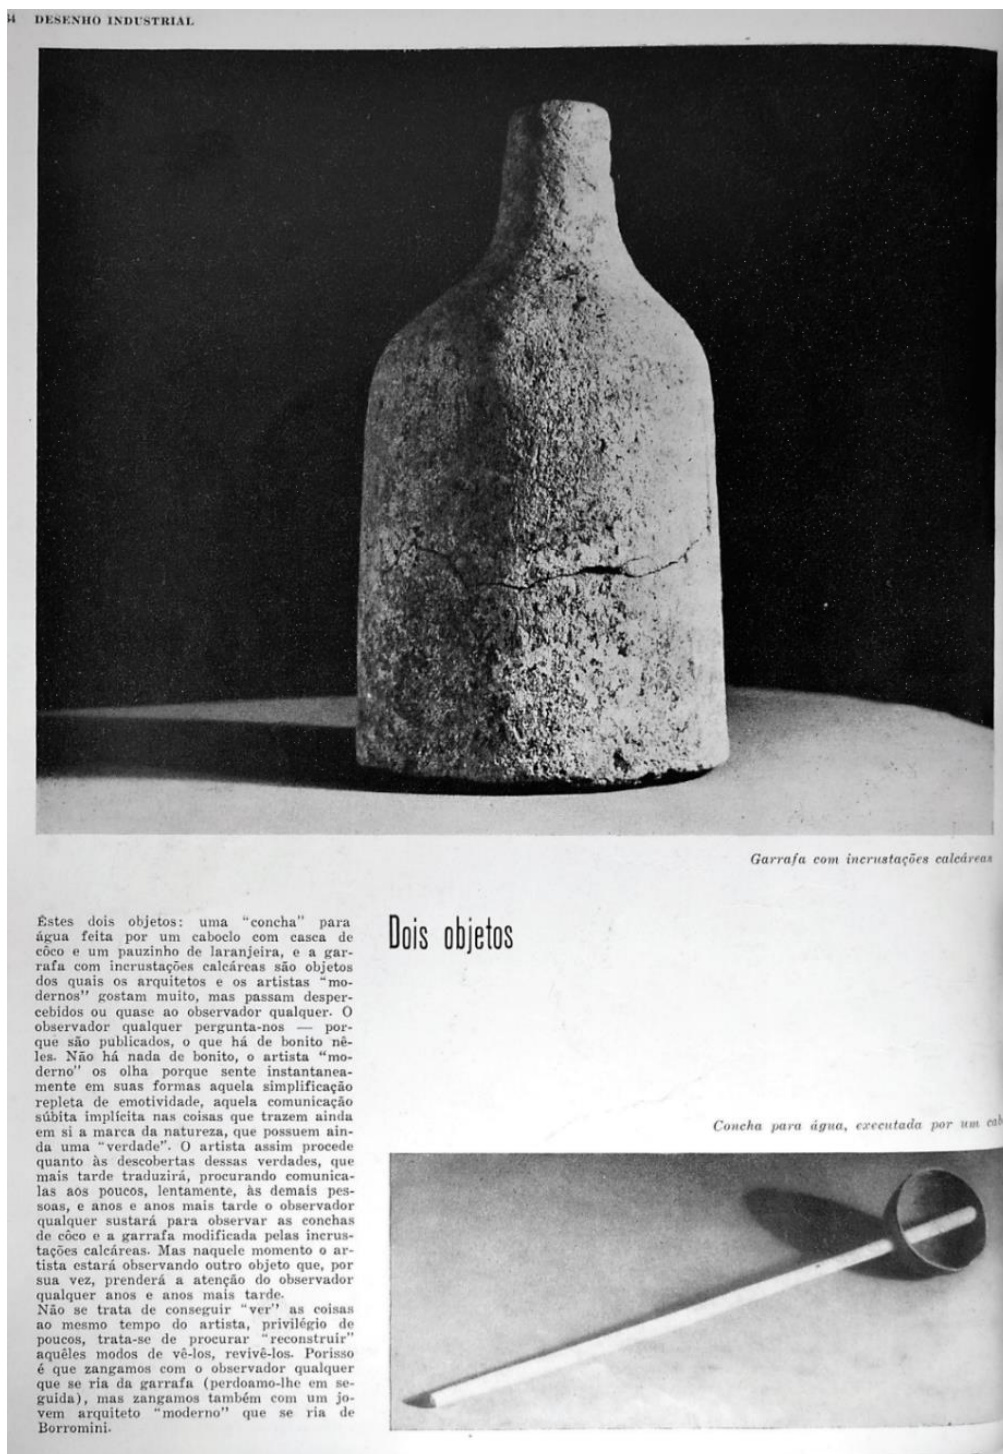 DESENHO INDUSTRIAL
Garrafa com incrustações calcáreas
Dois objetos
Êstes dois objetos: uma "concha" para
água feita por um caboclo com casca de
côco e um pauzinho de laranjeira, e a gar-
rafa com incrustações calcáreas são objetos
dos quais os arquitetos e os artistas "mo-
dernos" gostam muito, mas passam desper-
cebidos ou quase ao observador qualquer. O
observador qualquer pergunta-nos — por-
que são publicados, o que há de bonito nê-
les. Não há nada de bonito, o artista "mo-
derno" os olha porque sente instantanea-
mente em suas formas aquela simplificação
repleta de emotividade, aquela comunicação
súbita implícita nas coisas que trazem ainda
em si a marca da natureza, que possuem ain-
da uma "verdade". O artista assim procede
quanto às descobertas dessas verdades, que
mais tarde traduzirá, procurando comunica-
las aos poucos, lentamente, às demais pes-
soas, e anos e anos mais tarde o observador
qualquer sustará para observar as conchas
de côco e a garrafa modificada pelas incrus-
tações calcáreas. Mas naquele momento o ar-
tista estará observando outro objeto que, por
sua vez, prenderá a atenção do observador
qualquer anos e anos mais tarde.
Não se trata de conseguir "ver" as coisas
ao mesmo tempo do artista, privilégio de
poucos, trata-se de procurar "reconstruir"
aquêles modos de vê-los, revivê-los. Porisso
é que zangamos com o observador qualquer
que se ria da garrafa (perdoamo-lhe em se-
guida), mas zangamos também com um jo-
vem arquiteto "moderno" que se ria de
Borromini.
Concha para água, executada por um cab